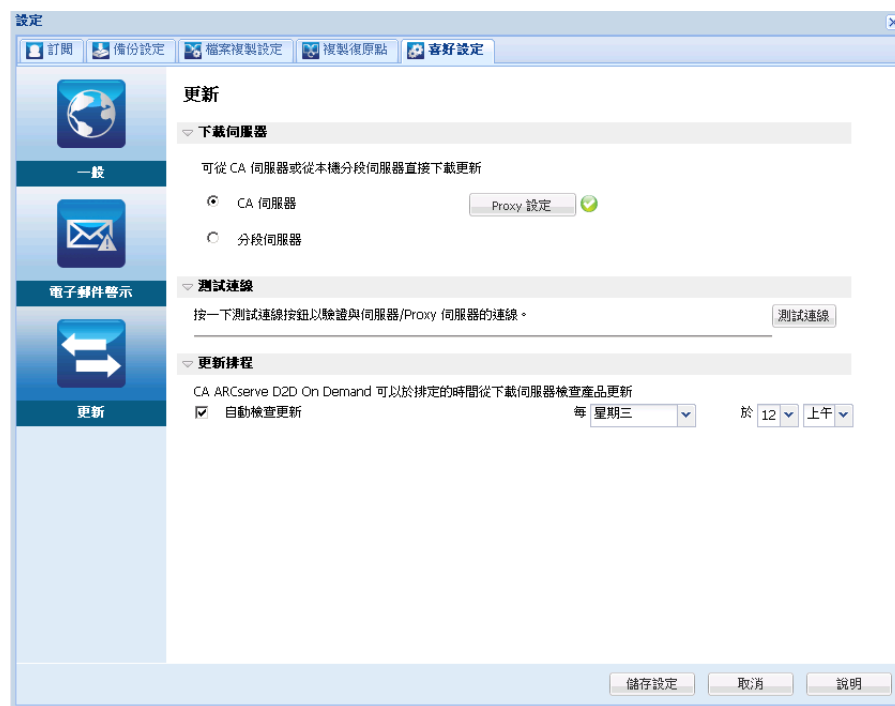 設定
訂閱 備份設定 檔案複製設定 複製復原點 喜好設定
一般
電子郵件警示
更新
更新
下載伺服器
可從 CA 伺服器或從本機分段伺服器直接下載更新
CA 伺服器 Proxy 設定
分段伺服器
測試連線
按一下測試連線按鈕以驗證與伺服器/Proxy 伺服器的連線。 測試連線
更新排程
CA ARCserve D2D On Demand 可以於排定的時間從下載伺服器檢查產品更新
自動檢查更新 每 星期三 於 12 上午
儲存設定 取消 說明